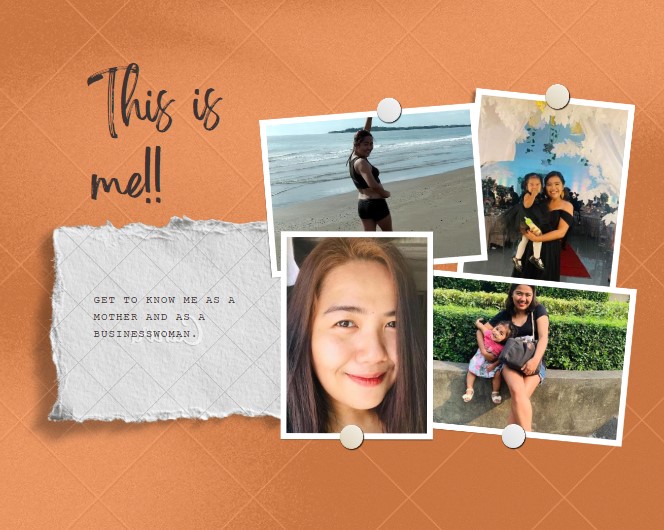 This is
me!!
GET TO KNOW ME AS A
MOTHER AND AS A
BUSINESSWOMAN.